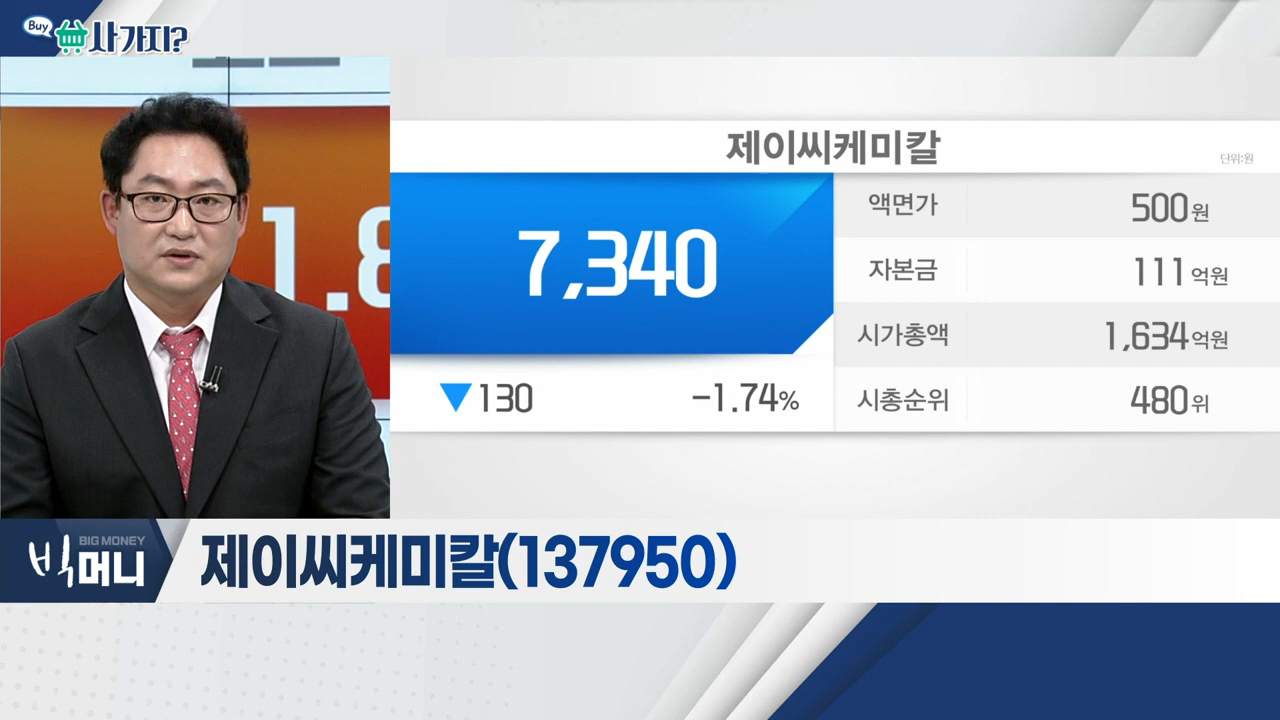 Buy
사가지?
1.8
제이씨케미칼
단위:원
7,340
▼130 -1.74%
액면가 500원
자본금 111억원
시가총액 1,634억원
시총순위 480위
BIG MONEY
빅머니
제이씨케미칼(137950)